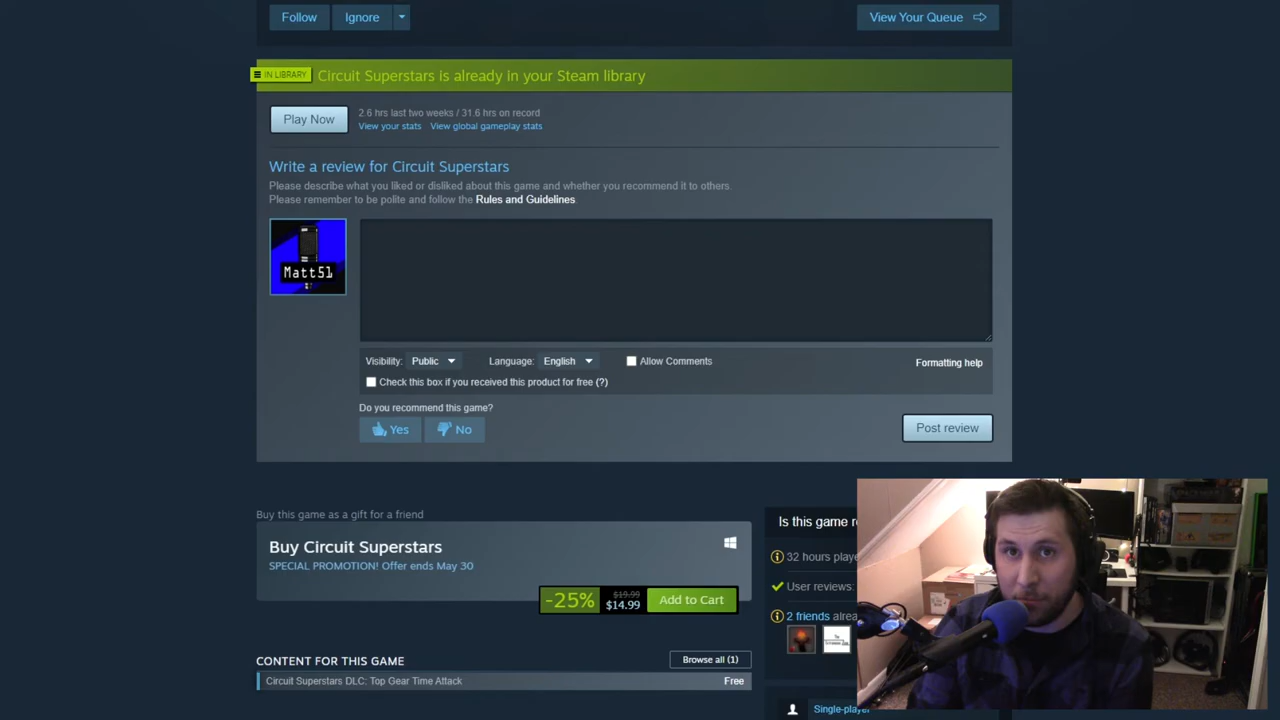 Follow
Ignore
View Your Queue
IN LIBRARY
Circuit Superstars is already in your Steam library
Play Now
2.6 hrs last two weeks / 31.6 hrs on record
View your stats
View global gameplay stats
Write a review for Circuit Superstars
Please describe what you liked or disliked about this game and whether you recommend it to others.
Please remember to be polite and follow the Rules and Guidelines.
Matt51
Visibility:
Public
Language:
English
Allow Comments
Formatting help
Check this box if you received this product for free (?)
Do you recommend this game?
Yes
No
Post review
Buy this game as a gift for a friend
Buy Circuit Superstars
SPECIAL PROMOTION! Offer ends May 30
-25%
$19.99
$14.99
Add to Cart
Is this game
32 hours
User reviews:
2 friends
CONTENT FOR THIS GAME
Browse all (1)
Circuit Superstars DLC: Top Gear Time Attack
Free
Single-player